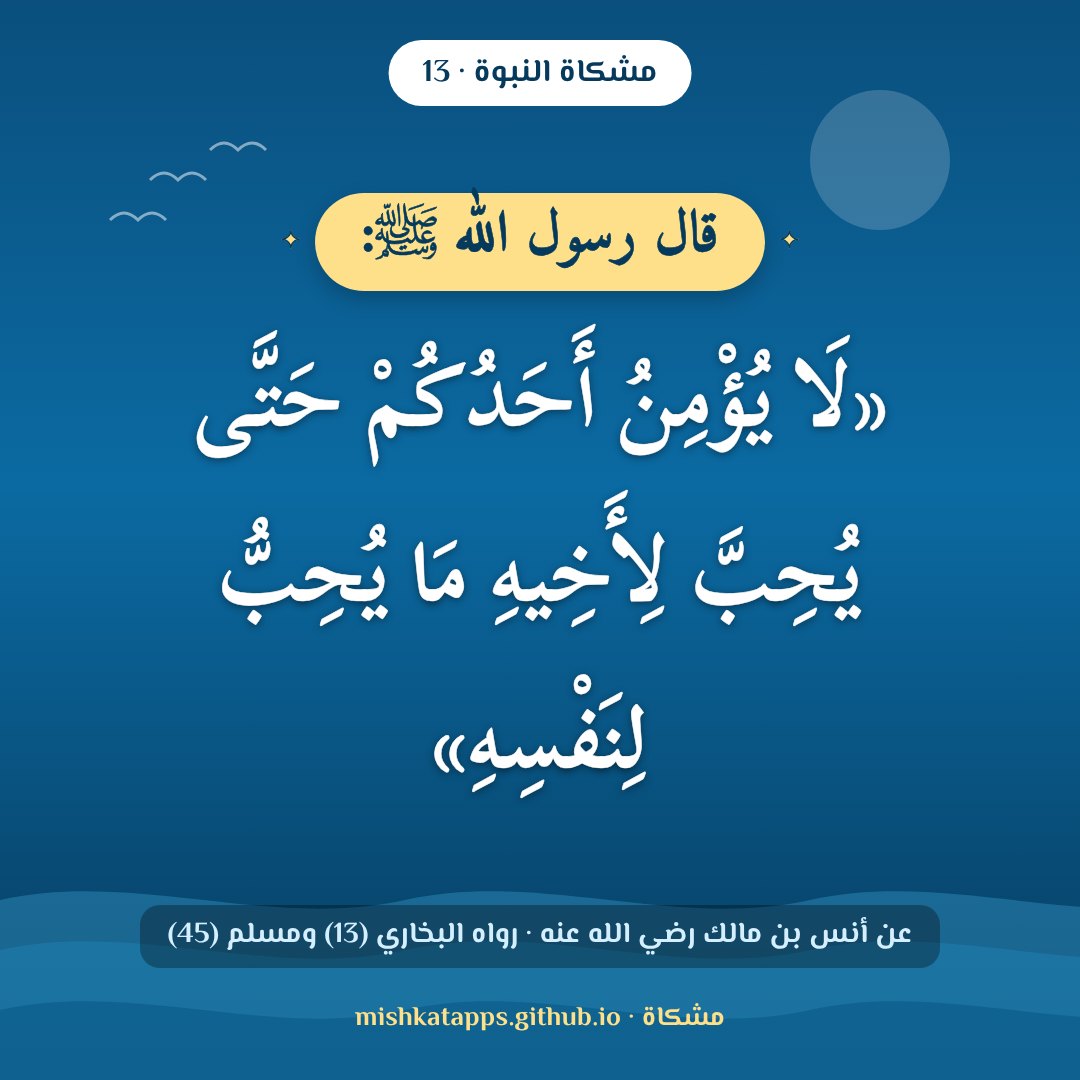 مشكاة النبوة · 13
قال رسول الله ﷺ:
«لَا يُؤْمِنُ أَحَدُكُمْ حَتَّى
يُحِبَّ لِأَخِيهِ مَا يُحِبُّ
لِنَفْسِهِ»
عن أنس بن مالك رضي الله عنه · رواه البخاري (13) ومسلم (45)
مشكاة · mishkatapps.github.io